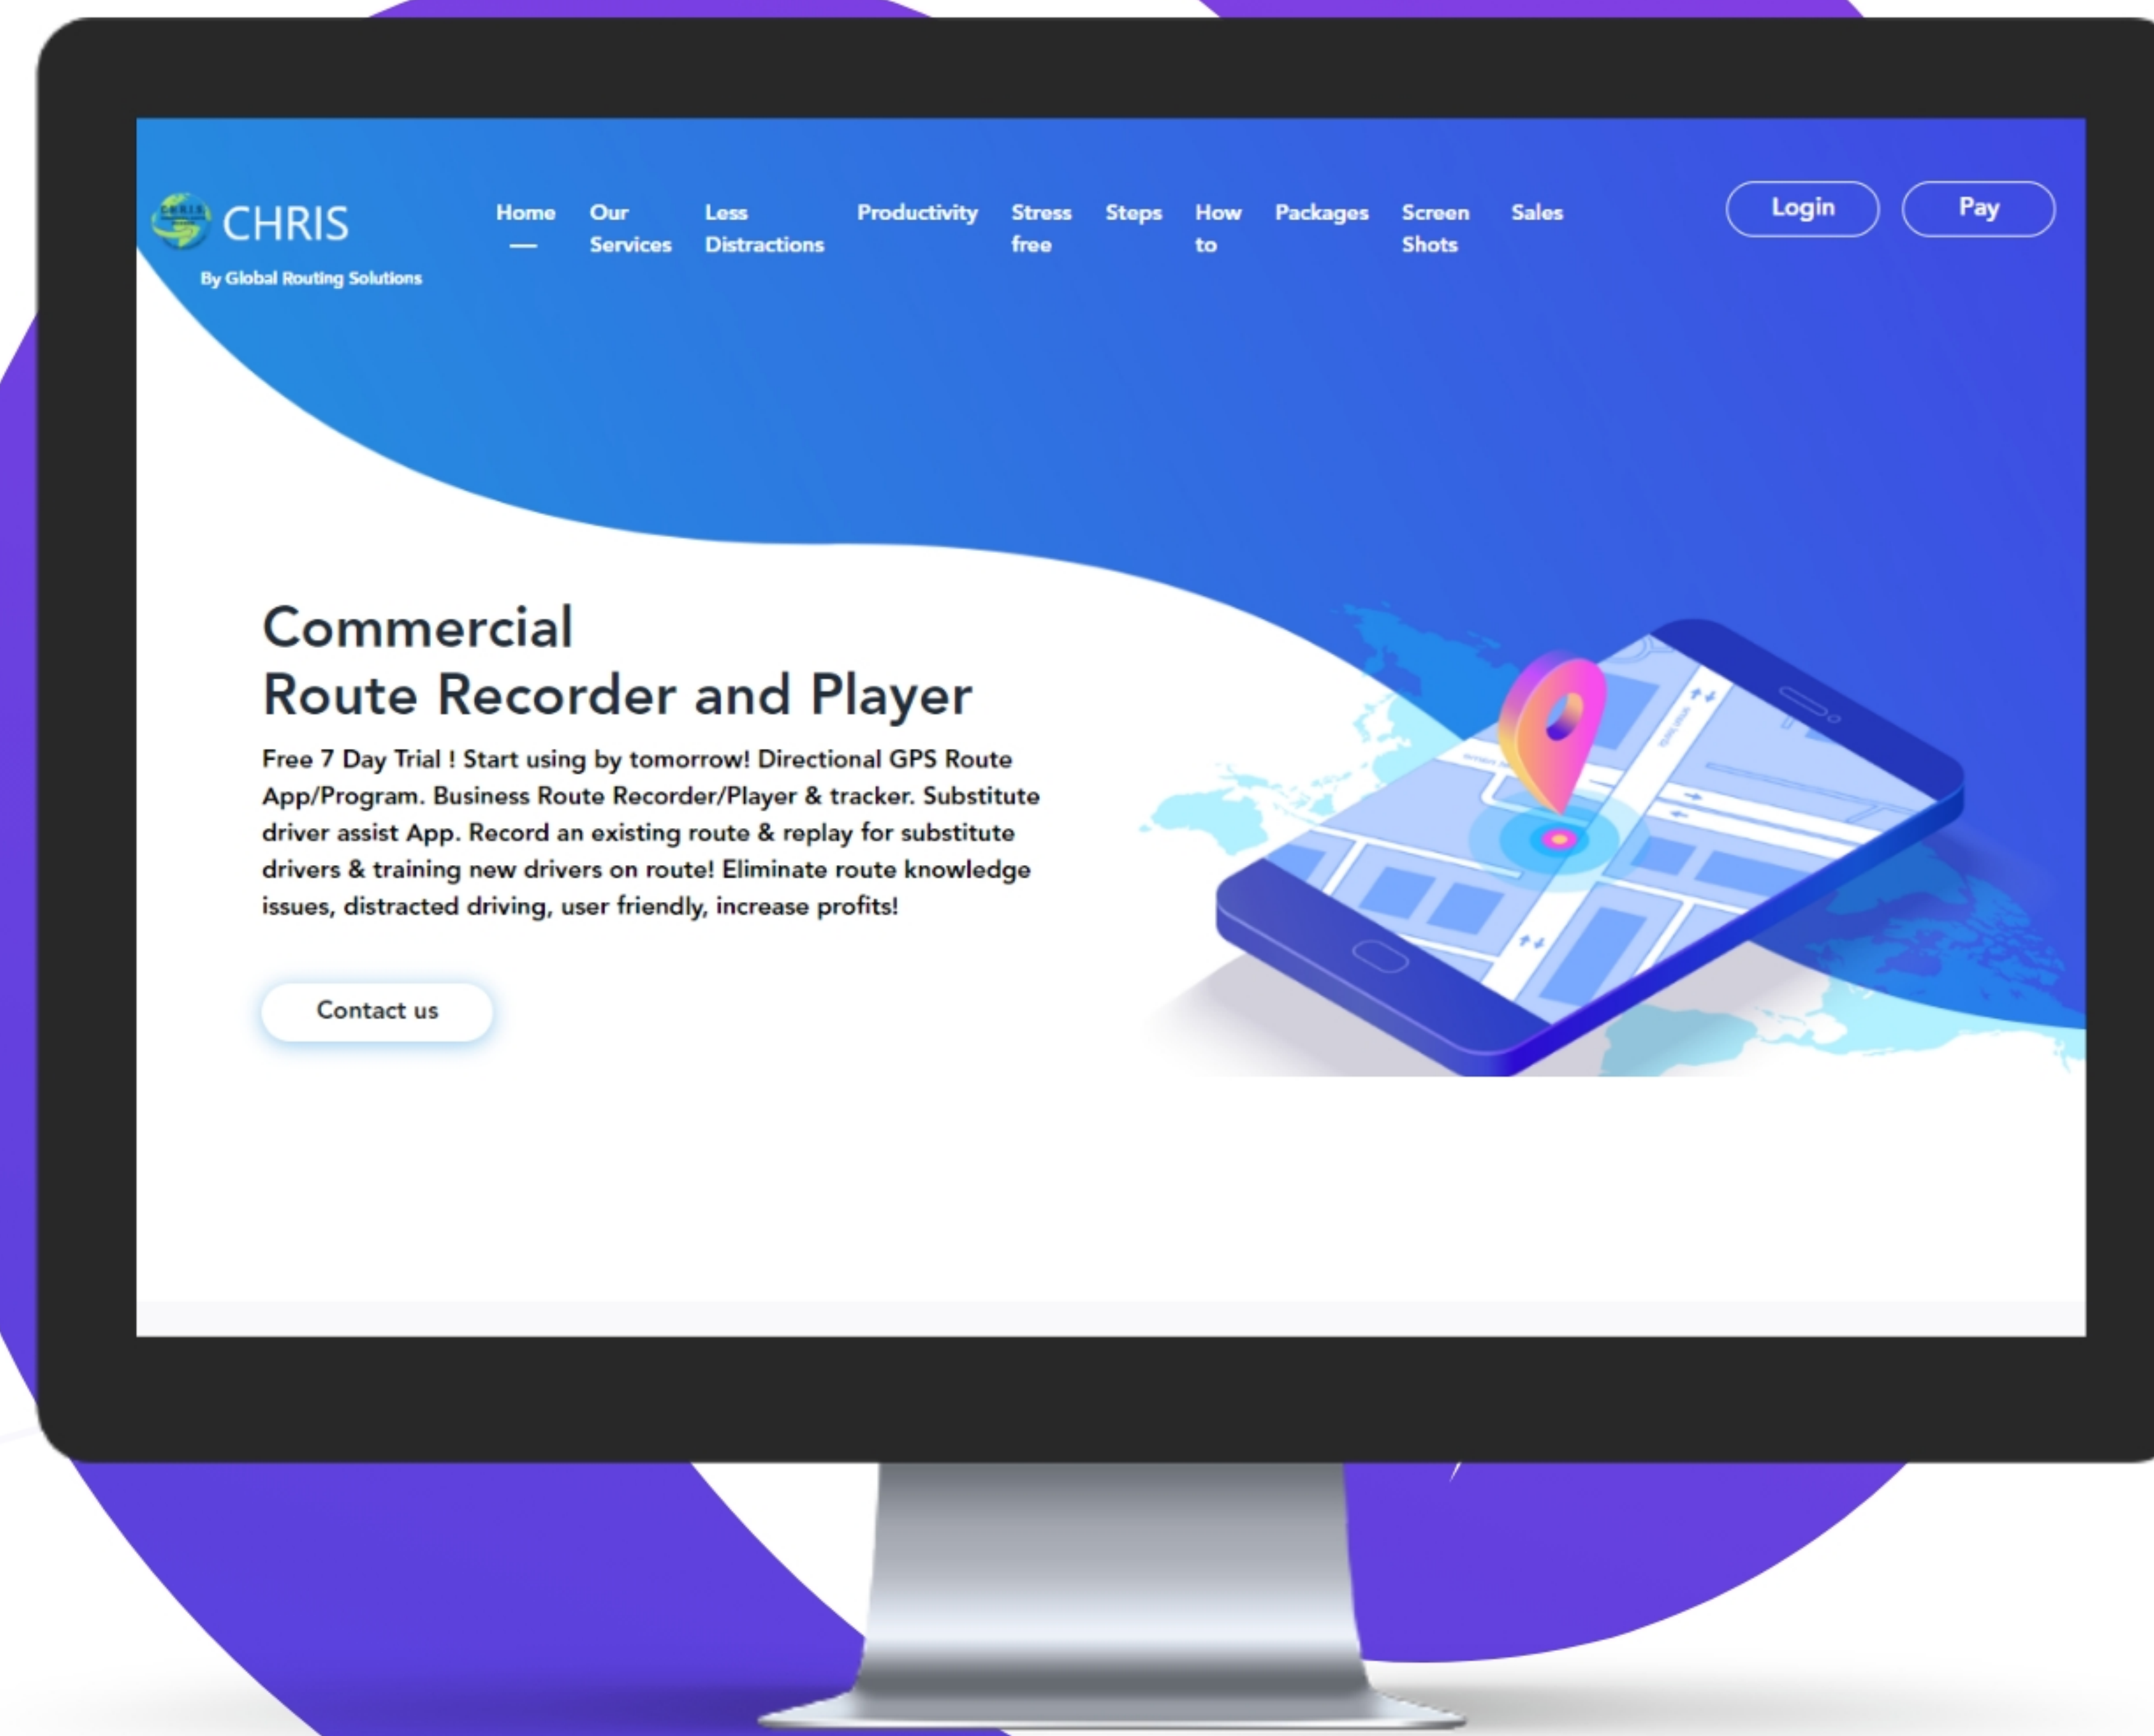 CHRIS
By Global Routing Solutions
Home
Our
Services
Less
Distractions
Productivity
Stress
free
Steps
How
to
Packages
Screen
Shots
Sales
Login
Pay
Commercial
Route Recorder and Player
Free 7 Day Trial ! Start using by tomorrow! Directional GPS Route
App/Program. Business Route Recorder/Player & tracker. Substitute
driver assist App. Record an existing route & replay for substitute
drivers & training new drivers on route! Eliminate route knowledge
issues, distracted driving, user friendly, increase profits!
Contact us